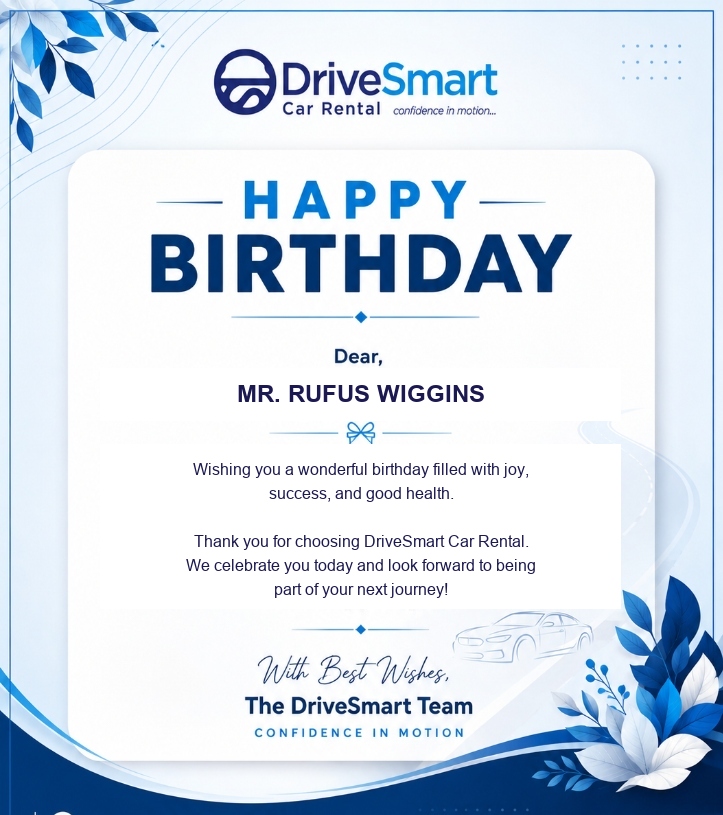 DriveSmart
Car Rental confidence in motion...
HAPPY
BIRTHDAY
Dear,
MR. RUFUS WIGGINS
Wishing you a wonderful birthday filled with joy,
success, and good health.
Thank you for choosing DriveSmart Car Rental.
We celebrate you today and look forward to being
part of your next journey!
With Best Wishes,
The DriveSmart Team
CONFIDENCE IN MOTION